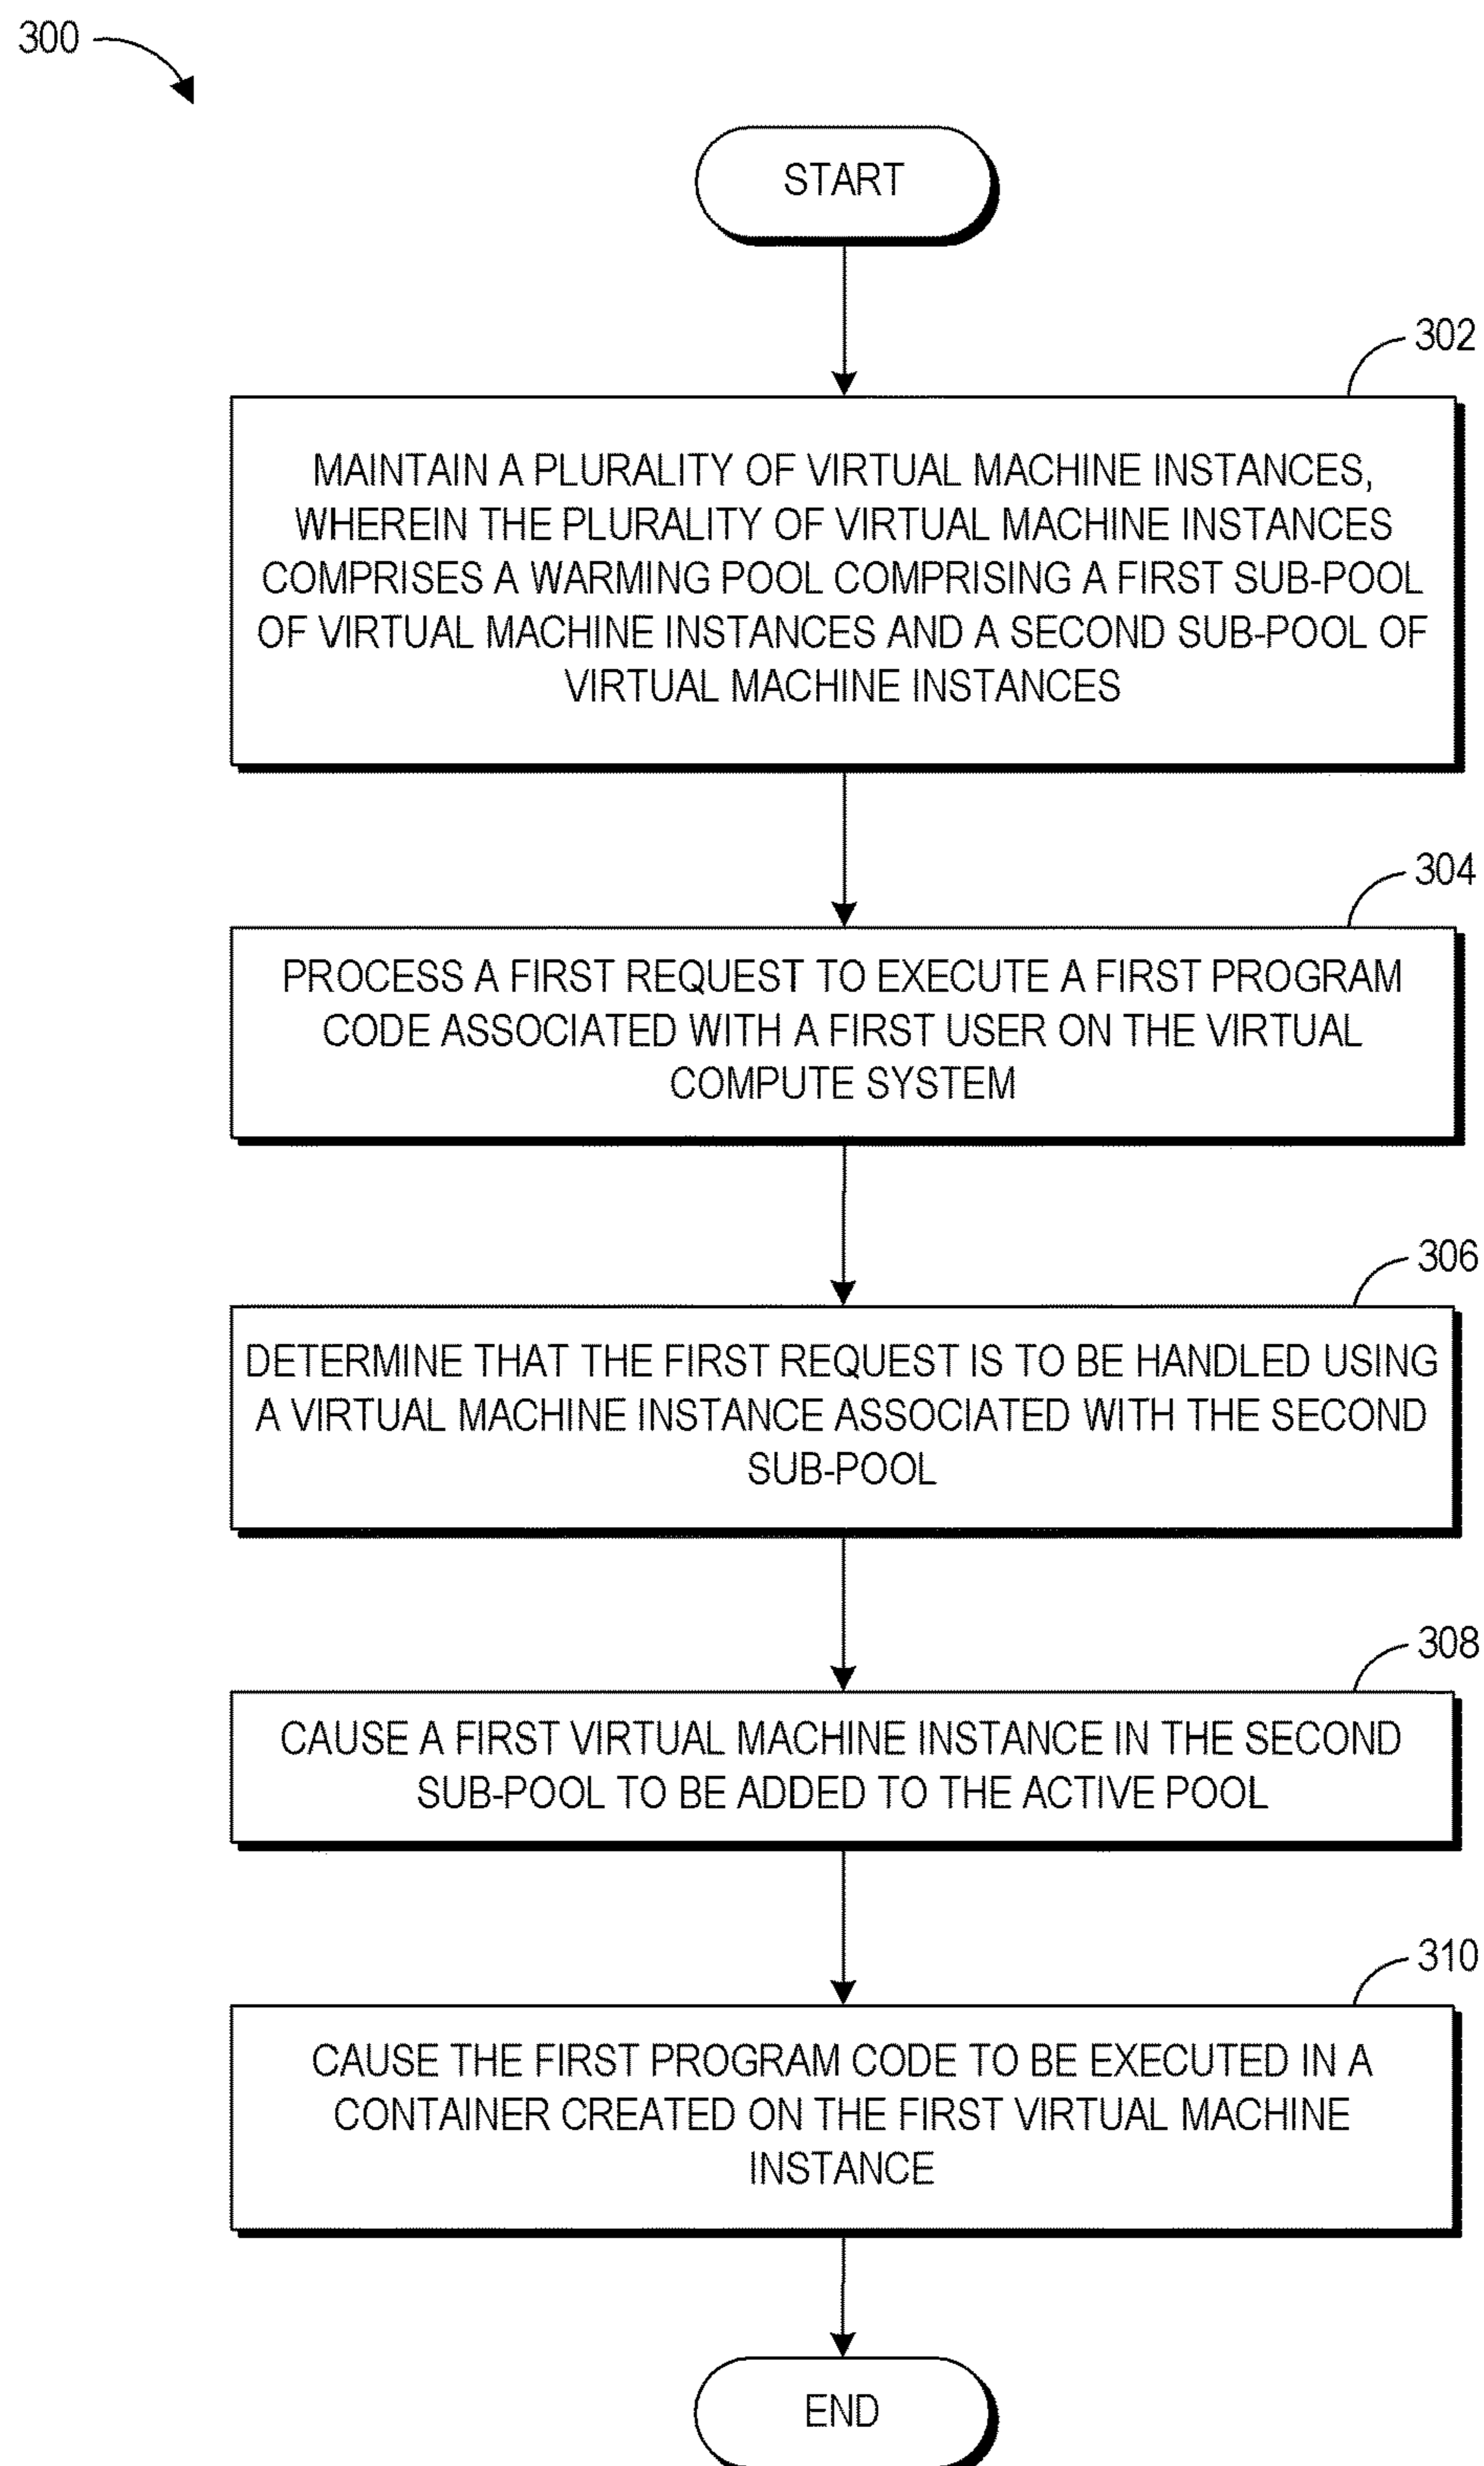 300
START
302
MAINTAIN A PLURALITY OF VIRTUAL MACHINE INSTANCES,
WHEREIN THE PLURALITY OF VIRTUAL MACHINE INSTANCES
COMPRISES A WARMING POOL COMPRISING A FIRST SUB-POOL
OF VIRTUAL MACHINE INSTANCES AND A SECOND SUB-POOL OF
VIRTUAL MACHINE INSTANCES
304
PROCESS A FIRST REQUEST TO EXECUTE A FIRST PROGRAM
CODE ASSOCIATED WITH A FIRST USER ON THE VIRTUAL
COMPUTE SYSTEM
306
DETERMINE THAT THE FIRST REQUEST IS TO BE HANDLED USING
A VIRTUAL MACHINE INSTANCE ASSOCIATED WITH THE SECOND
SUB-POOL
308
CAUSE A FIRST VIRTUAL MACHINE INSTANCE IN THE SECOND
SUB-POOL TO BE ADDED TO THE ACTIVE POOL
310
CAUSE THE FIRST PROGRAM CODE TO BE EXECUTED IN A
CONTAINER CREATED ON THE FIRST VIRTUAL MACHINE
INSTANCE
END